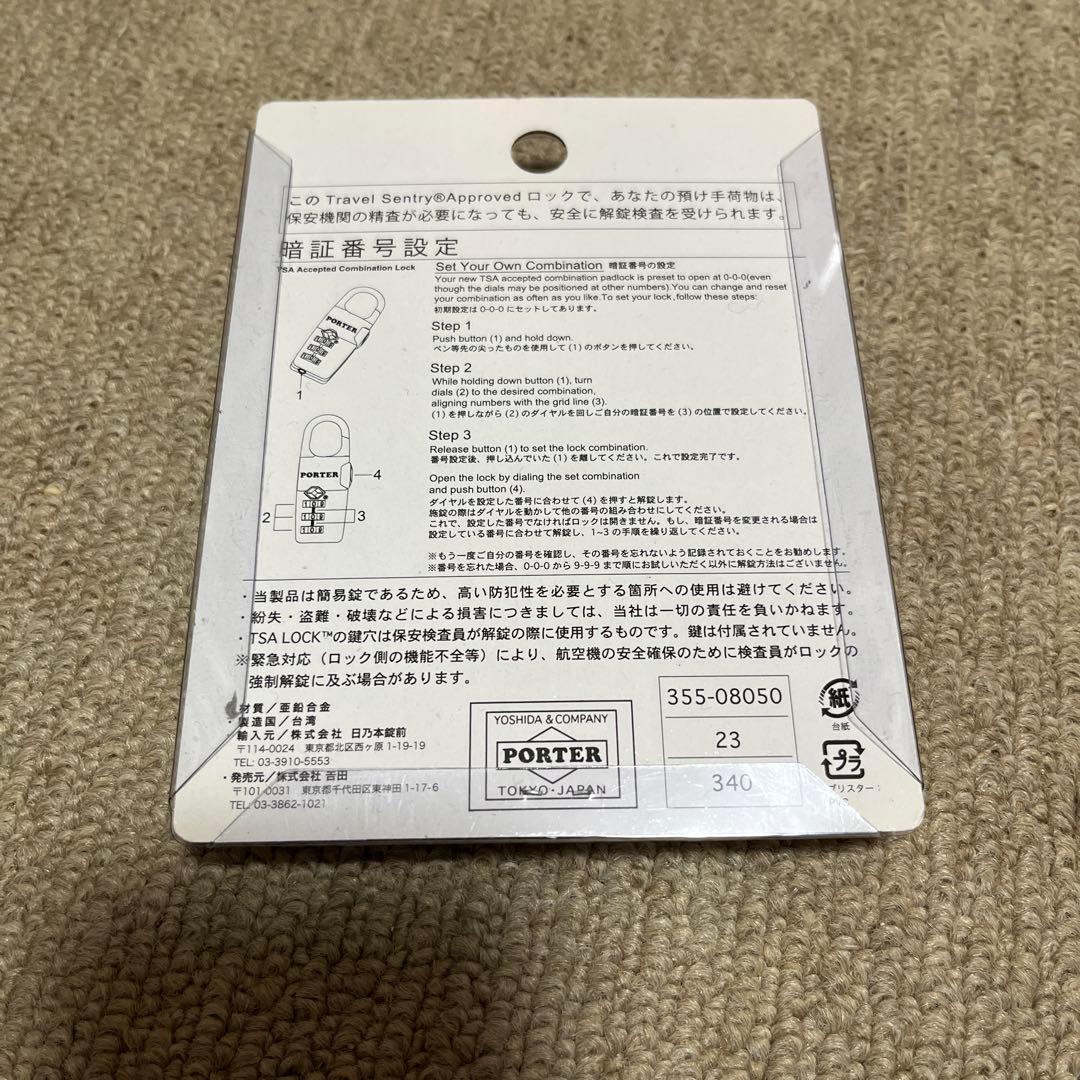 この Travel Sentry®Approved ロックで、あなたの預け手荷物は、
保安機関の精査が必要になっても、安全に解錠検査を受けられます。
暗証番号設定
TSA Accepted Combination Lock
PORTER
1
PORTER
4
2
3
Set Your Own Combination 暗証番号の設定
Your new TSA accepted combination padlock is preset to open at 0-0-0(even
though the dials may be positioned at other numbers).You can change and reset
your combination as often as you like.To set your lock,follow these steps:
初期設定は 0-0-0 にセットしてあります。
Step 1
Push button (1) and hold down.
ペン等先の尖ったものを使用して (1) のボタンを押してください。
Step 2
While holding down button (1), turn
dials (2) to the desired combination,
aligning numbers with the grid line (3).
(1) を押しながら (2) のダイヤルを回しご自分の暗証番号を (3) の位置で設定してください。
Step 3
Release button (1) to set the lock combination.
番号設定後、押し込んでいた (1) を離してください。これで設定完了です。
Open the lock by dialing the set combination
and push button (4).
ダイヤルを設定した番号に合わせて (4) を押すと解錠します。
施錠の際はダイヤルを動かして他の番号の組み合わせにしてください。
これで、設定した番号でなければロックは開きません。もし、暗証番号を変更される場合は
設定している番号に合わせて解錠し、1~3 の手順を繰り返してください。
※もう一度ご自分の番号を確認し、その番号を忘れないよう記録されておくことをお勧めします。
※番号を忘れた場合、0-0-0 から 9-9-9 まで順にお試しいただく以外に解錠方法はございません。
・当製品は簡易錠であるため、高い防犯性を必要とする箇所への使用は避けてください。
・紛失・盗難・破壊などによる損害につきましては、当社は一切の責任を負いかねます。
・TSA LOCK™の鍵穴は保安検査員が解錠の際に使用するものです。鍵は付属されていません。
※緊急対応（ロック側の機能不全等）により、航空機の安全確保のために検査員がロックの
強制解錠に及ぶ場合があります。
・材質／亜鉛合金
・製造国／台湾
・輸入元／株式会社 日乃本錠前
〒114-0024 東京都北区西ヶ原 1-19-19
TEL: 03-3910-5553
・発売元／株式会社 吉田
〒101-0031 東京都千代田区東神田 1-17-6
TEL: 03-3862-1021
YOSHIDA & COMPANY
PORTER
TOKYO・JAPAN
355-08050
23
340
紙
台紙
プラ
ブリスター：